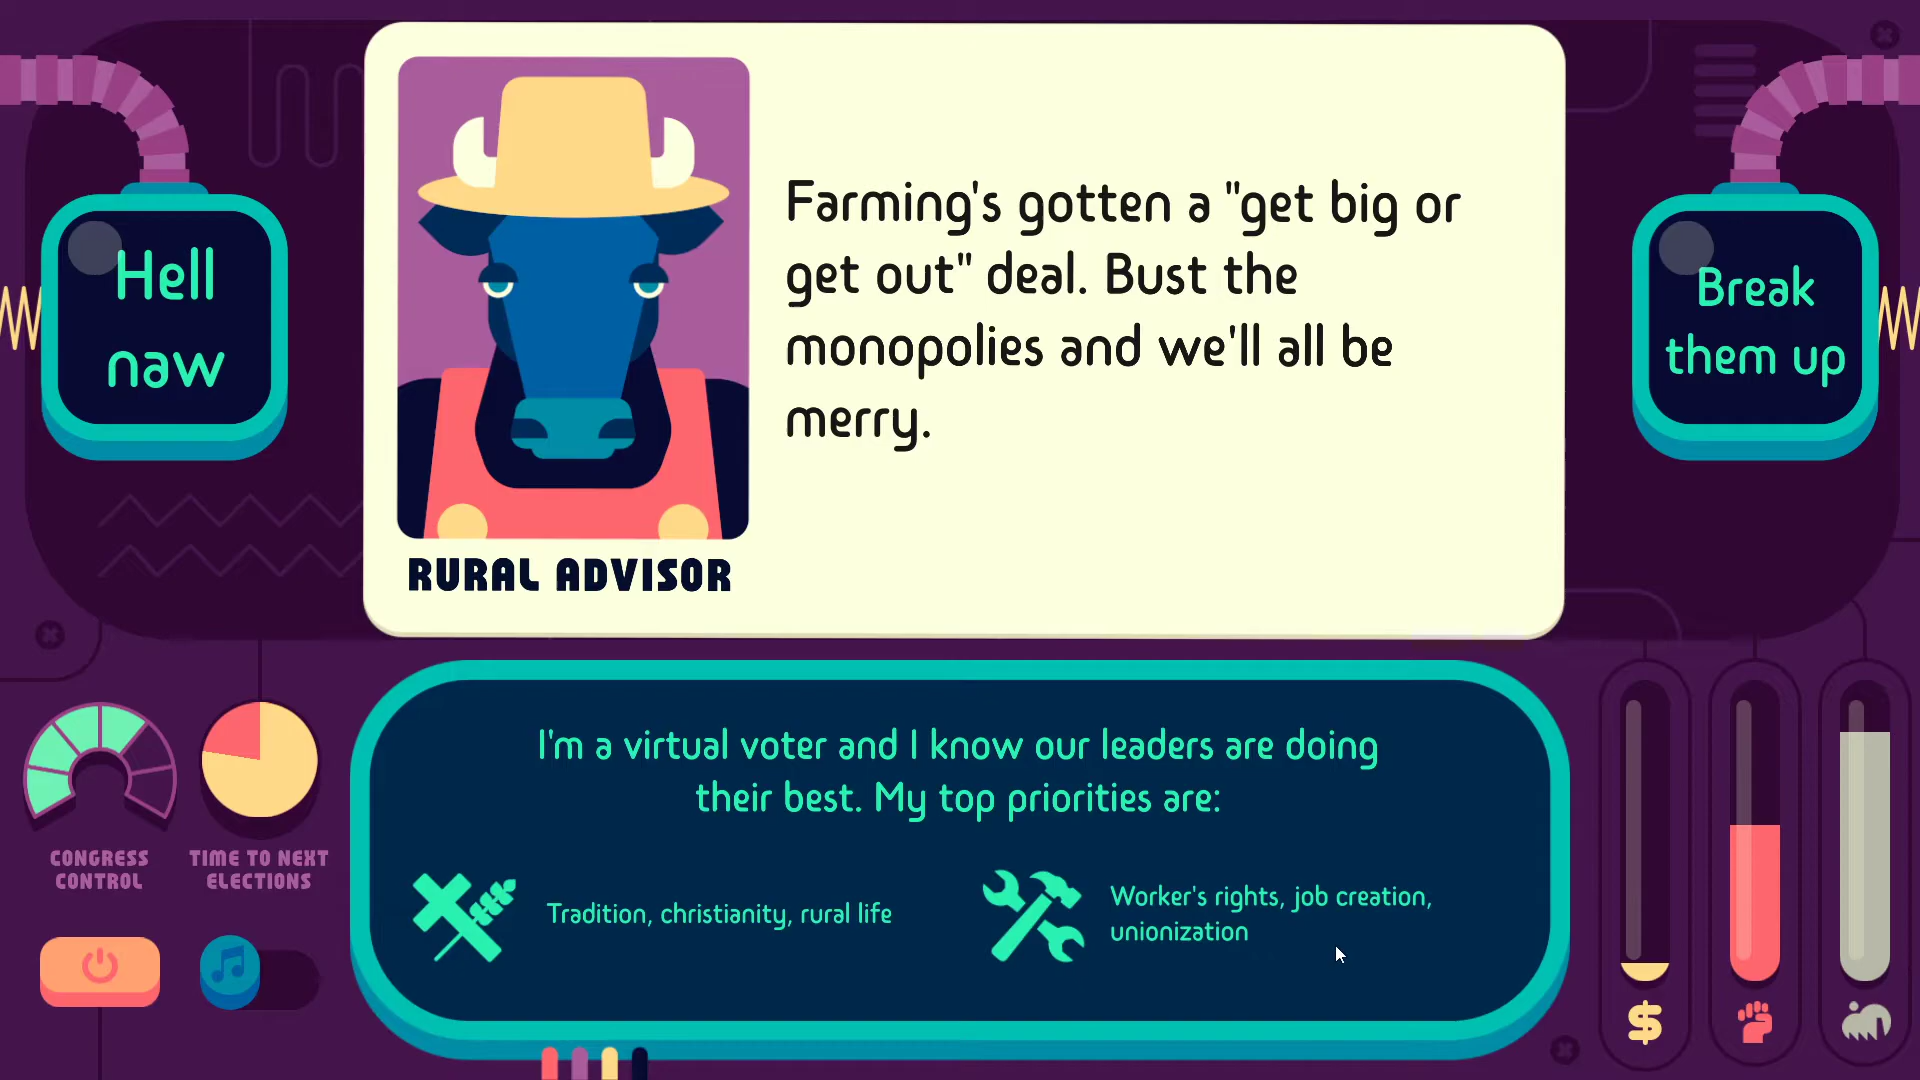 Hell
naw
Farming's gotten a "get big or
get out" deal. Bust the
monopolies and we'll all be
merry.
Break
them up
RURAL ADVISOR
I'm a virtual voter and I know our leaders are doing
their best. My top priorities are:
Tradition, christianity, rural life
Worker's rights, job creation,
unionization
CONGRESS
CONTROL
TIME TO NEXT
ELECTIONS
$